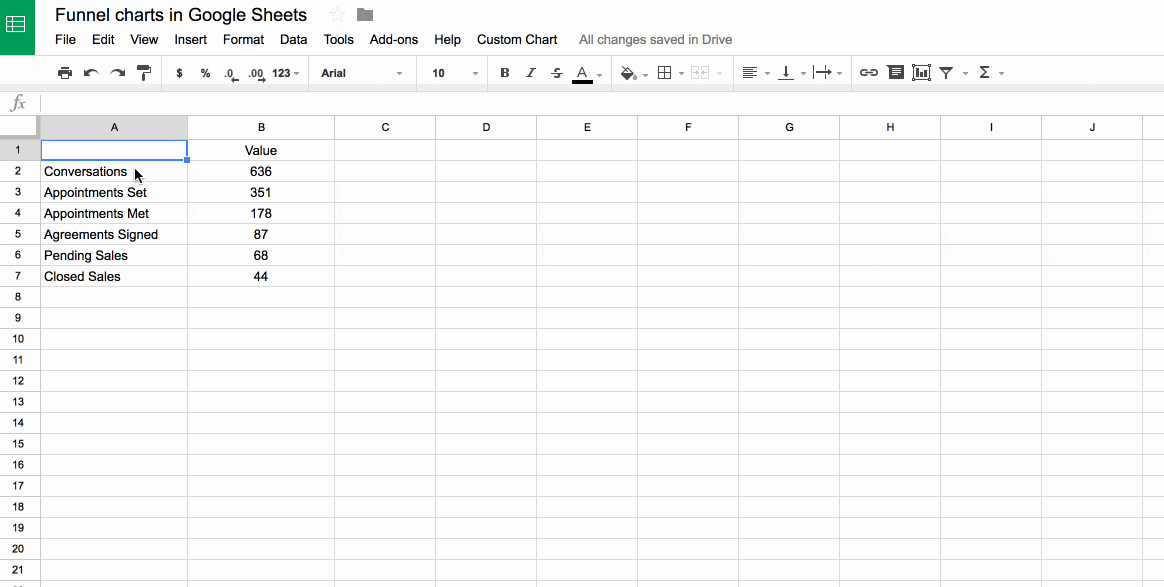 Funnel charts in Google Sheets
File Edit View Insert Format Data Tools Add-ons Help Custom Chart All changes saved in Drive
$ % .0 .00 123 Arial 10 B I S A Σ
fx
A B C D E F G H I J
1 Value
2 Conversations 636
3 Appointments Set 351
4 Appointments Met 178
5 Agreements Signed 87
6 Pending Sales 68
7 Closed Sales 44
8
9
10
11
12
13
14
15
16
17
18
19
20
21